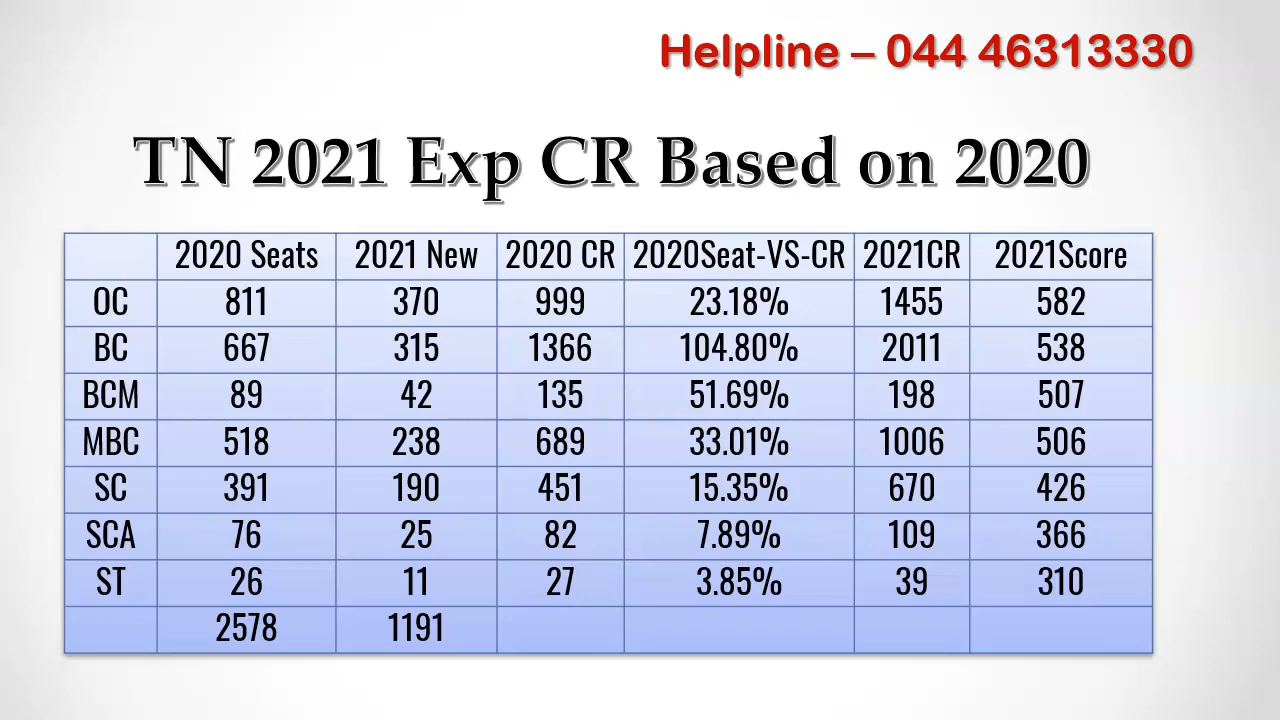 Helpline – 044 46313330
TN 2021 Exp CR Based on 2020
2020 Seats 2021 New 2020 CR 2020Seat-VS-CR 2021CR 2021Score
OC 811 370 999 23.18% 1455 582
BC 667 315 1366 104.80% 2011 538
BCM 89 42 135 51.69% 198 507
MBC 518 238 689 33.01% 1006 506
SC 391 190 451 15.35% 670 426
SCA 76 25 82 7.89% 109 366
ST 26 11 27 3.85% 39 310
2578 1191